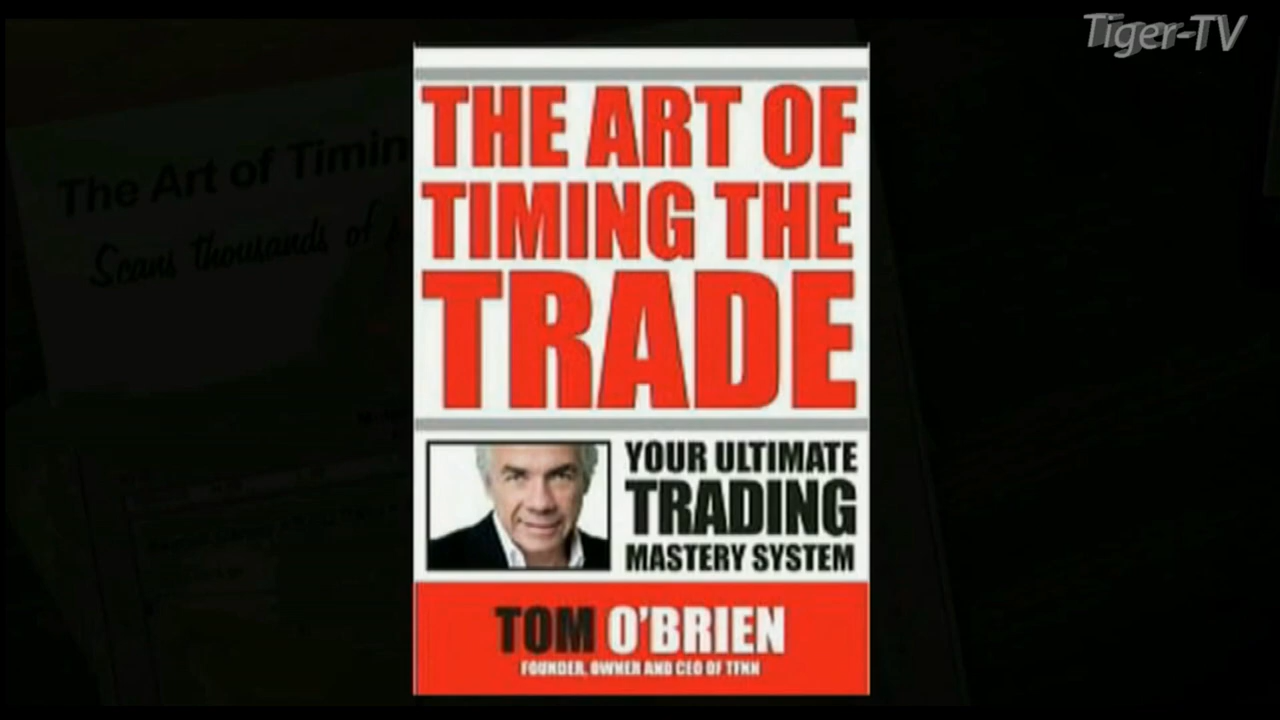 Tiger-TV
THE ART OF
TIMING THE
TRADE
YOUR ULTIMATE
TRADING
MASTERY SYSTEM
TOM O'BRIEN
FOUNDER, OWNER AND CEO OF TFNN
The Art of Timin
Scans thousands of